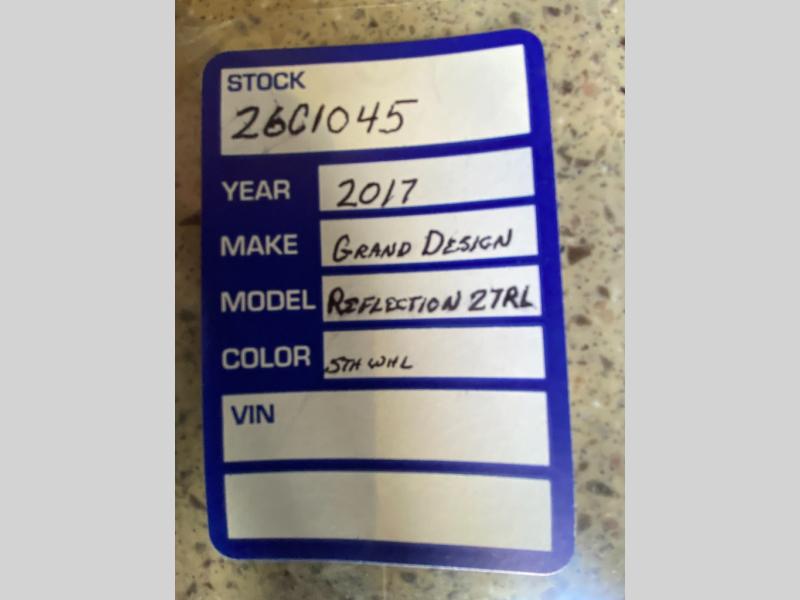 STOCK
26C1045
YEAR 2017
MAKE GRAND DESIGN
MODEL REFLECTION 27RL
COLOR 5TH WHL
VIN